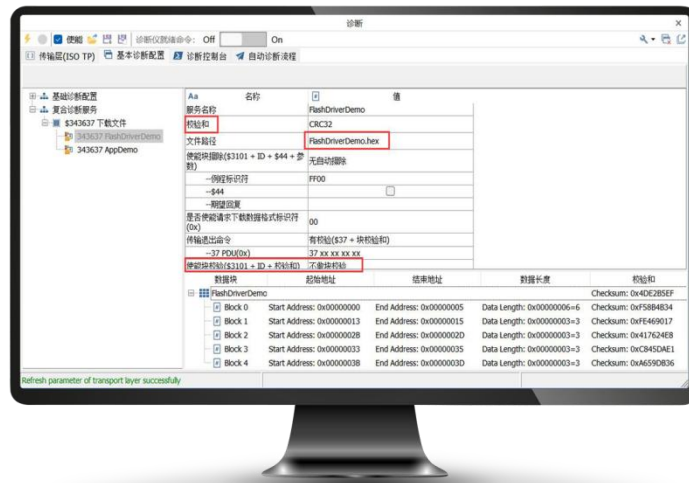 诊断
使能 诊断仪就绪命令: Off On
传输层(ISO TP) 基本诊断配置 诊断控制台 自动诊断流程
基础诊断配置
复合诊断服务
$343637 下载文件
343637 FlashDriverDemo
343637 AppDemo
Aa 名称 # 值
服务名称 FlashDriverDemo
校验和 CRC32
文件路径 FlashDriverDemo.hex
使能块擦除($3101 + ID + $44 + 参数) 无自动擦除
--例程标识符 FF00
--$44
--期望回复
是否使能请求下载数据格式标识符(0x) 00
传输退出命令 有校验($37 + 块校验和)
--37 PDU(0x) 37 xx xx xx xx
使能块校验($3101 + ID + 校验和) 不做块校验
数据块 起始地址 结束地址 数据长度 校验和
FlashDriverDemo Checksum: 0x4DE2B5EF
Block 0 Start Address: 0x00000000 End Address: 0x00000005 Data Length: 0x00000006=6 Checksum: 0xF58B4B34
Block 1 Start Address: 0x00000013 End Address: 0x00000015 Data Length: 0x00000003=3 Checksum: 0xFE469017
Block 2 Start Address: 0x0000002B End Address: 0x0000002D Data Length: 0x00000003=3 Checksum: 0x417624E8
Block 3 Start Address: 0x00000033 End Address: 0x00000035 Data Length: 0x00000003=3 Checksum: 0xC845DAE1
Block 4 Start Address: 0x0000003B End Address: 0x0000003D Data Length: 0x00000003=3 Checksum: 0xA659DB36
Refresh parameter of transport layer successfully